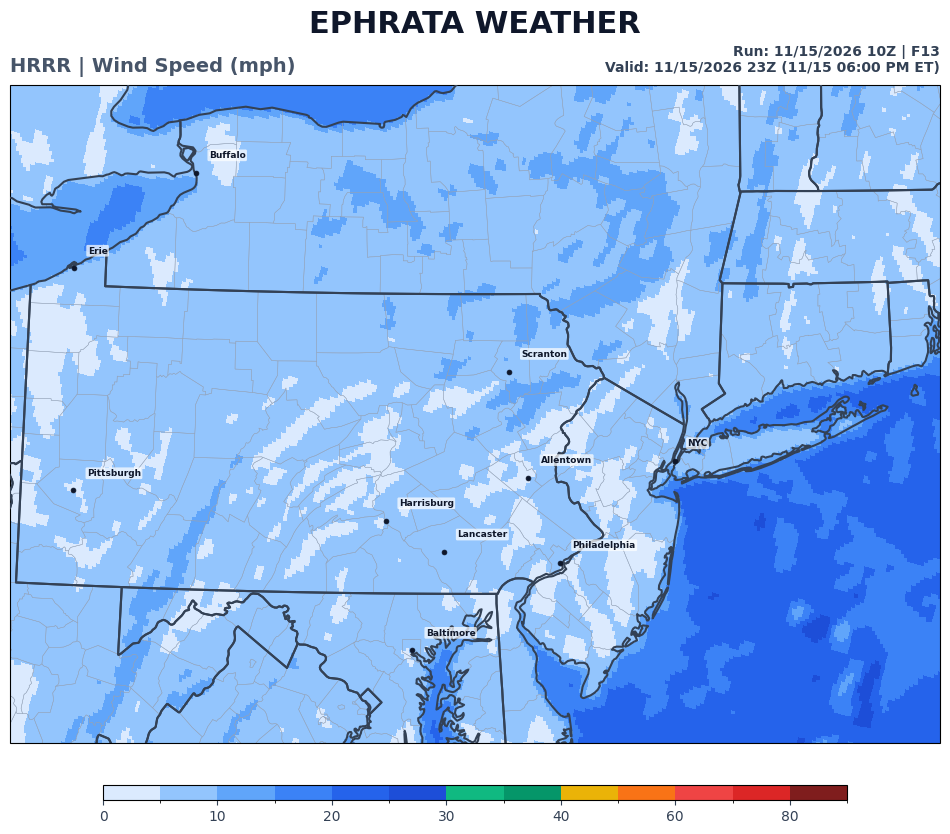 EPHRATA WEATHER
HRRR | Wind Speed (mph)
Run: 11/15/2026 10Z | F13
Valid: 11/15/2026 23Z (11/15 06:00 PM ET)
Buffalo
Erie
Scranton
NYC
Allentown
Pittsburgh
Harrisburg
Lancaster
Philadelphia
Baltimore
0 10 20 30 40 60 80